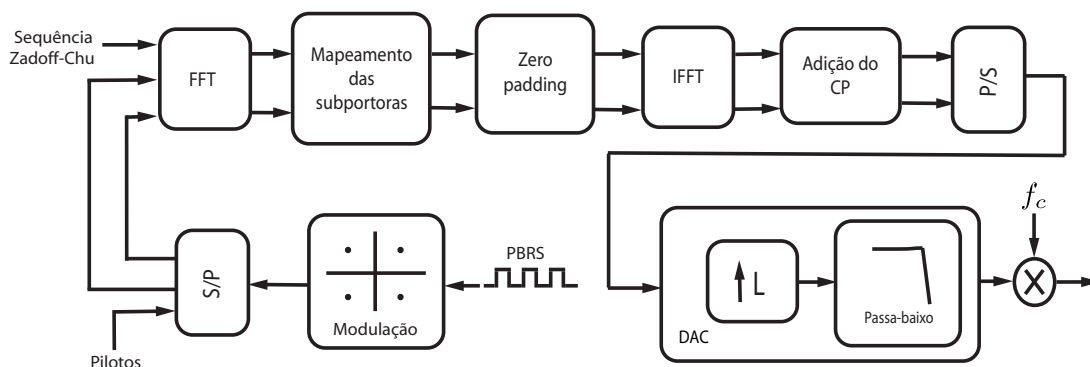 Sequência
Zadoff-Chu
FFT
Mapeamento
das
subportoras
Zero
padding
IFFT
Adição do
CP
P/S
S/P
Pilotos
Modulação
PBRS
L
Passa-baixo
DAC
f_c